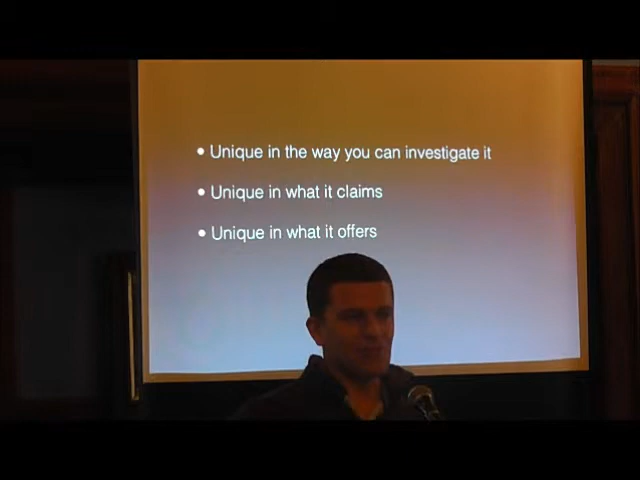 • Unique in the way you can investigate it
• Unique in what it claims
• Unique in what it offers